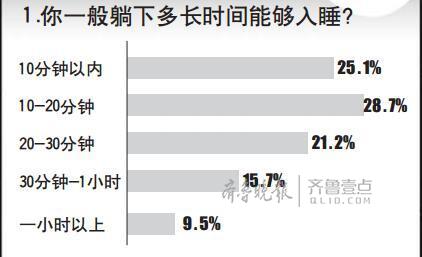 1.你一般躺下多长时间能够入睡?
10分钟以内 25.1%
10-20分钟 28.7%
20-30分钟 21.2%
30分钟-1小时 15.7%
一小时以上 9.5%
齐鲁晚报 齐鲁壹点
QLID.COM